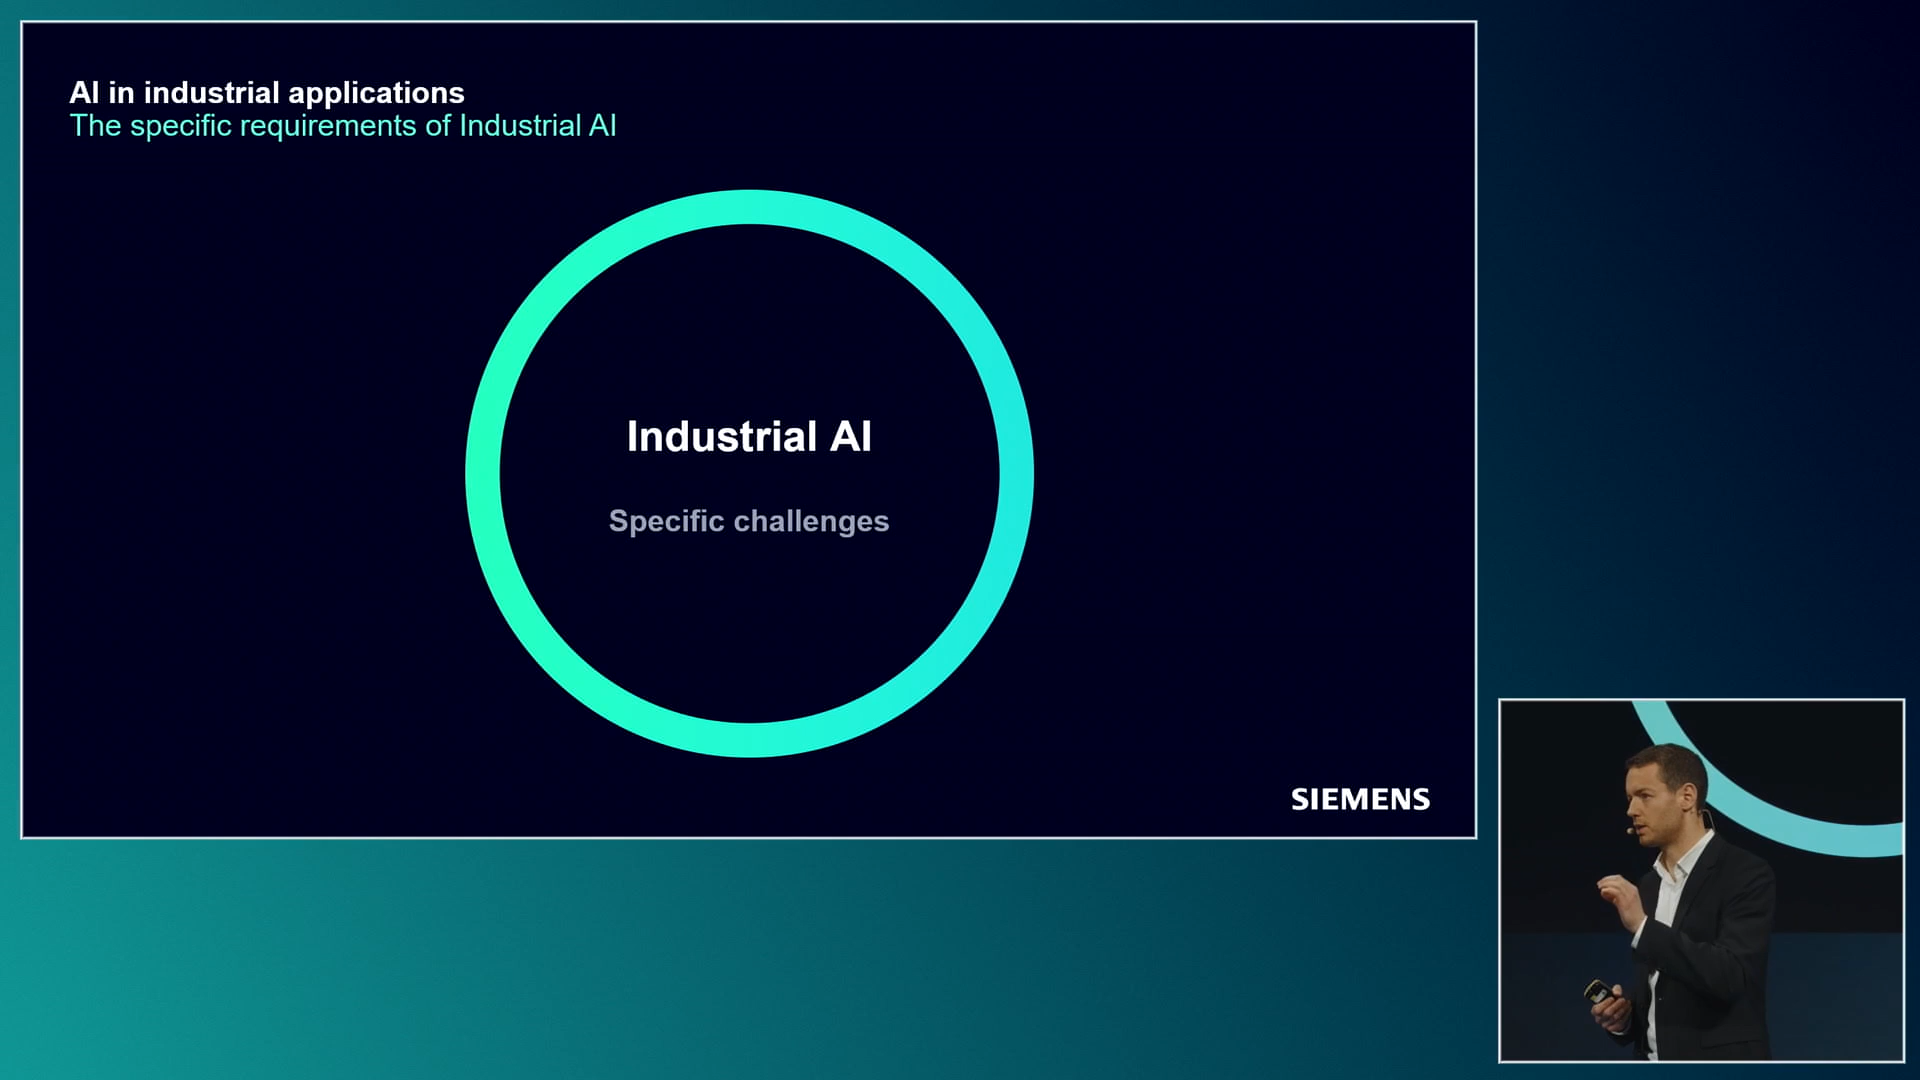 AI in industrial applications
The specific requirements of Industrial AI
Industrial AI
Specific challenges
SIEMENS